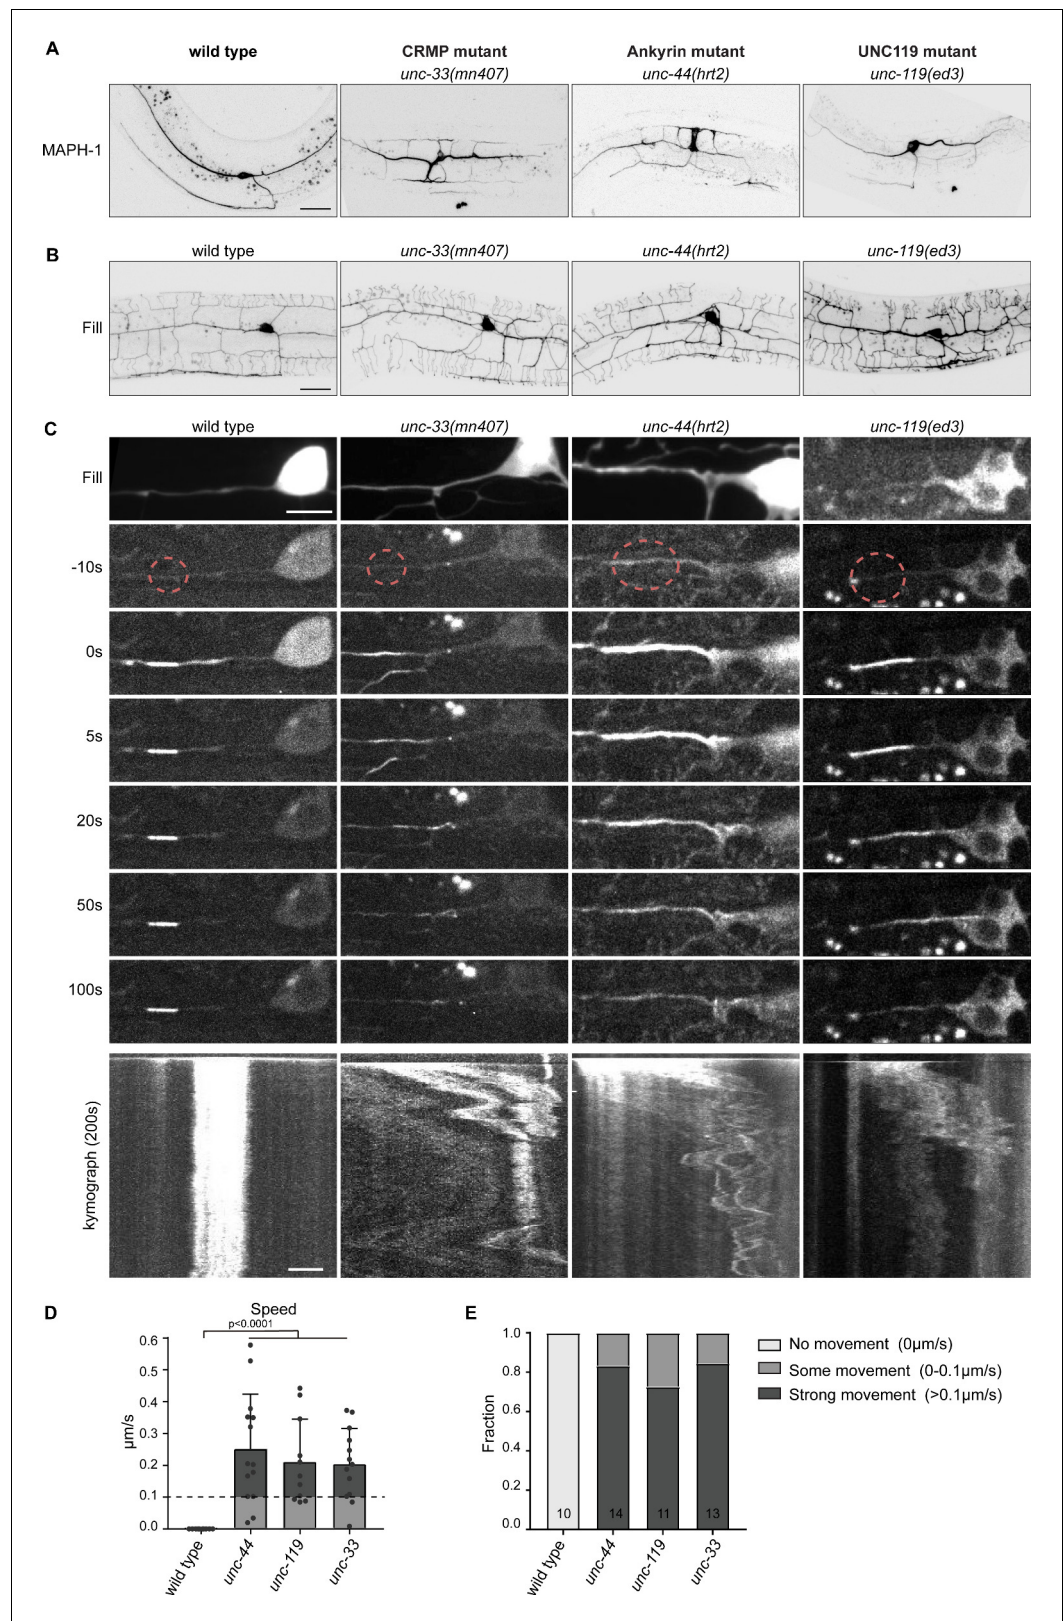 A
wild type
CRMP mutant
unc-33(mn407)
Ankyrin mutant
unc-44(hrt2)
UNC119 mutant
unc-119(ed3)
MAPH-1
B
wild type
unc-33(mn407)
unc-44(hrt2)
unc-119(ed3)
Fill
C
wild type
unc-33(mn407)
unc-44(hrt2)
unc-119(ed3)
Fill
-10s
0s
5s
20s
50s
100s
kymograph (200s)
D
Speed
p<0.0001
0.6
0.5
0.4
0.3
0.2
0.1
0.0
µm/s
wild type
unc-44
unc-119
unc-33
E
1.0
0.8
0.6
0.4
0.2
0.0
Fraction
10
14
11
13
wild type
unc-44
unc-119
unc-33
No movement (0µm/s)
Some movement (0-0.1µm/s)
Strong movement (>0.1µm/s)